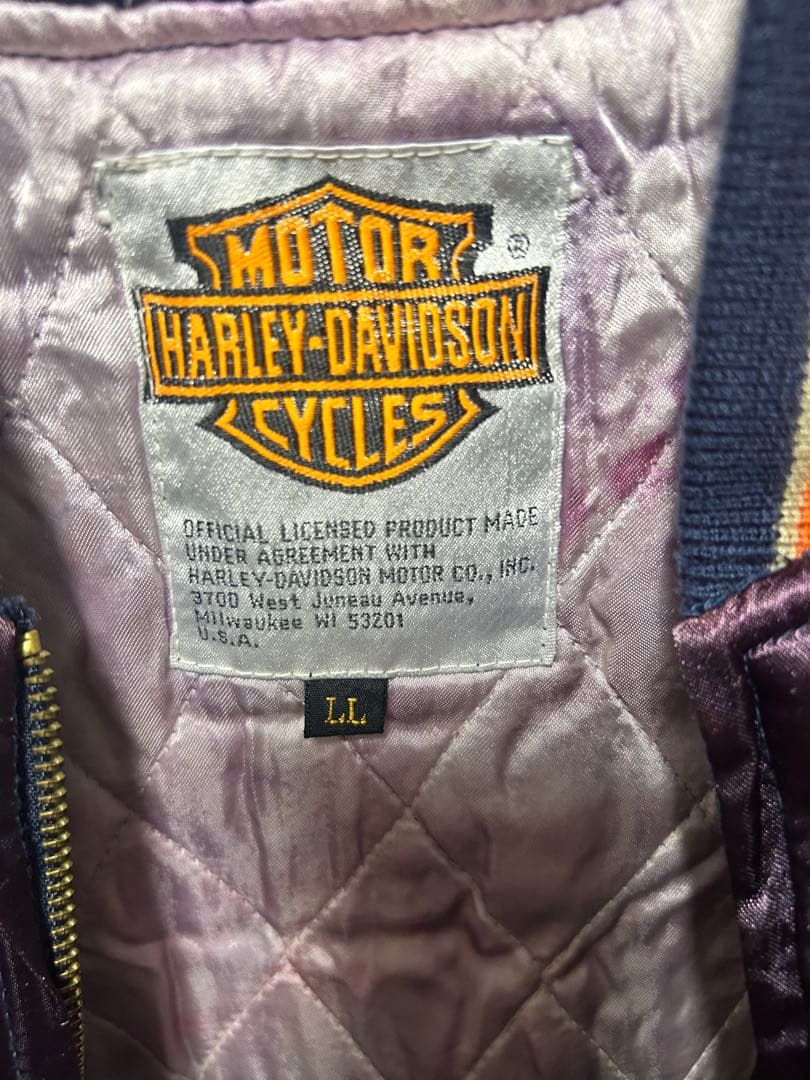 MOTOR
®
HARLEY-DAVIDSON
CYCLES
OFFICIAL LICENSED PRODUCT MADE
UNDER AGREEMENT WITH
HARLEY-DAVIDSON MOTOR CO., INC.
3700 West Juneau Avenue,
Milwaukee WI 53201
U.S.A.
LL